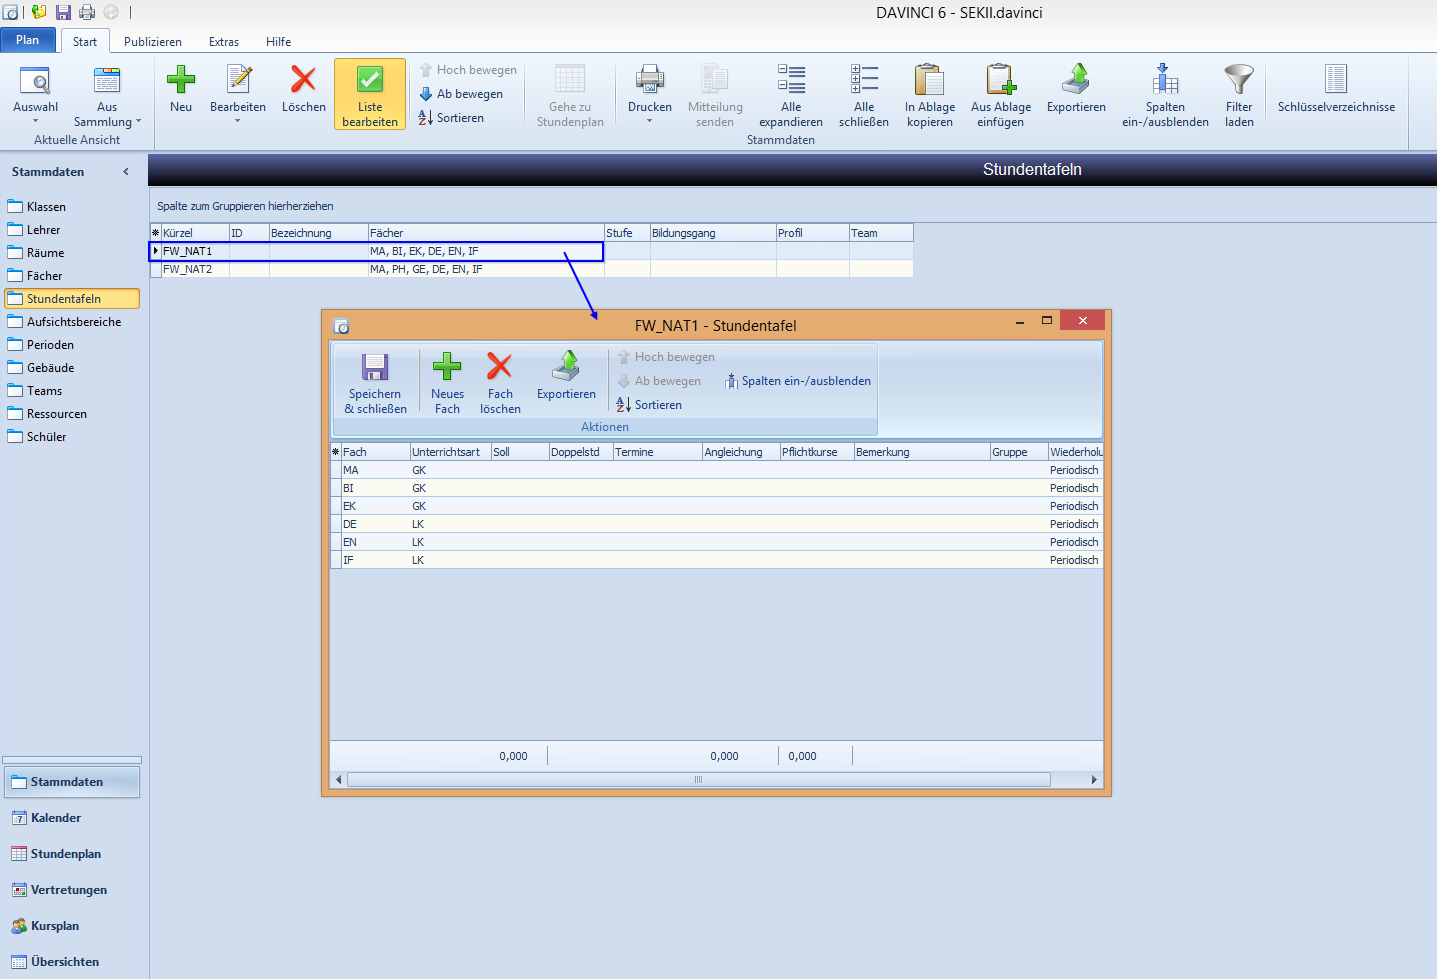 DAVINCI 6 - SEKII.davinci
Plan
Start
Publizieren
Extras
Hilfe
Auswahl
Aus
Sammlung
Aktuelle Ansicht
Neu
Bearbeiten
Löschen
Liste
bearbeiten
Hoch bewegen
Ab bewegen
Sortieren
Gehe zu
Stundenplan
Drucken
Mitteilung
senden
Alle
expandieren
Alle
schließen
In Ablage
kopieren
Aus Ablage
einfügen
Exportieren
Spalten
ein-/ausblenden
Filter
laden
Stammdaten
Schlüsselverzeichnisse
Stammdaten
Klassen
Lehrer
Räume
Fächer
Stundentafeln
Aufsichtsbereiche
Perioden
Gebäude
Teams
Ressourcen
Schüler
Stundentafeln
Spalte zum Gruppieren hierherziehen
Kürzel ID Bezeichnung Fächer Stufe Bildungsgang Profil Team
FW_NAT1 MA, BI, EK, DE, EN, IF
FW_NAT2 MA, PH, GE, DE, EN, IF
FW_NAT1 - Stundentafel
Speichern
& schließen
Neues
Fach
Fach
löschen
Exportieren
Hoch bewegen
Ab bewegen
Sortieren
Spalten ein-/ausblenden
Aktionen
Fach Unterrichtsart Soll Doppelstd Termine Angleichung Pflichtkurse Bemerkung Gruppe Wiederholu
MA GK Periodisch
BI GK Periodisch
EK GK Periodisch
DE LK Periodisch
EN LK Periodisch
IF LK Periodisch
0,000 0,000 0,000
Stammdaten
Kalender
Stundenplan
Vertretungen
Kursplan
Übersichten